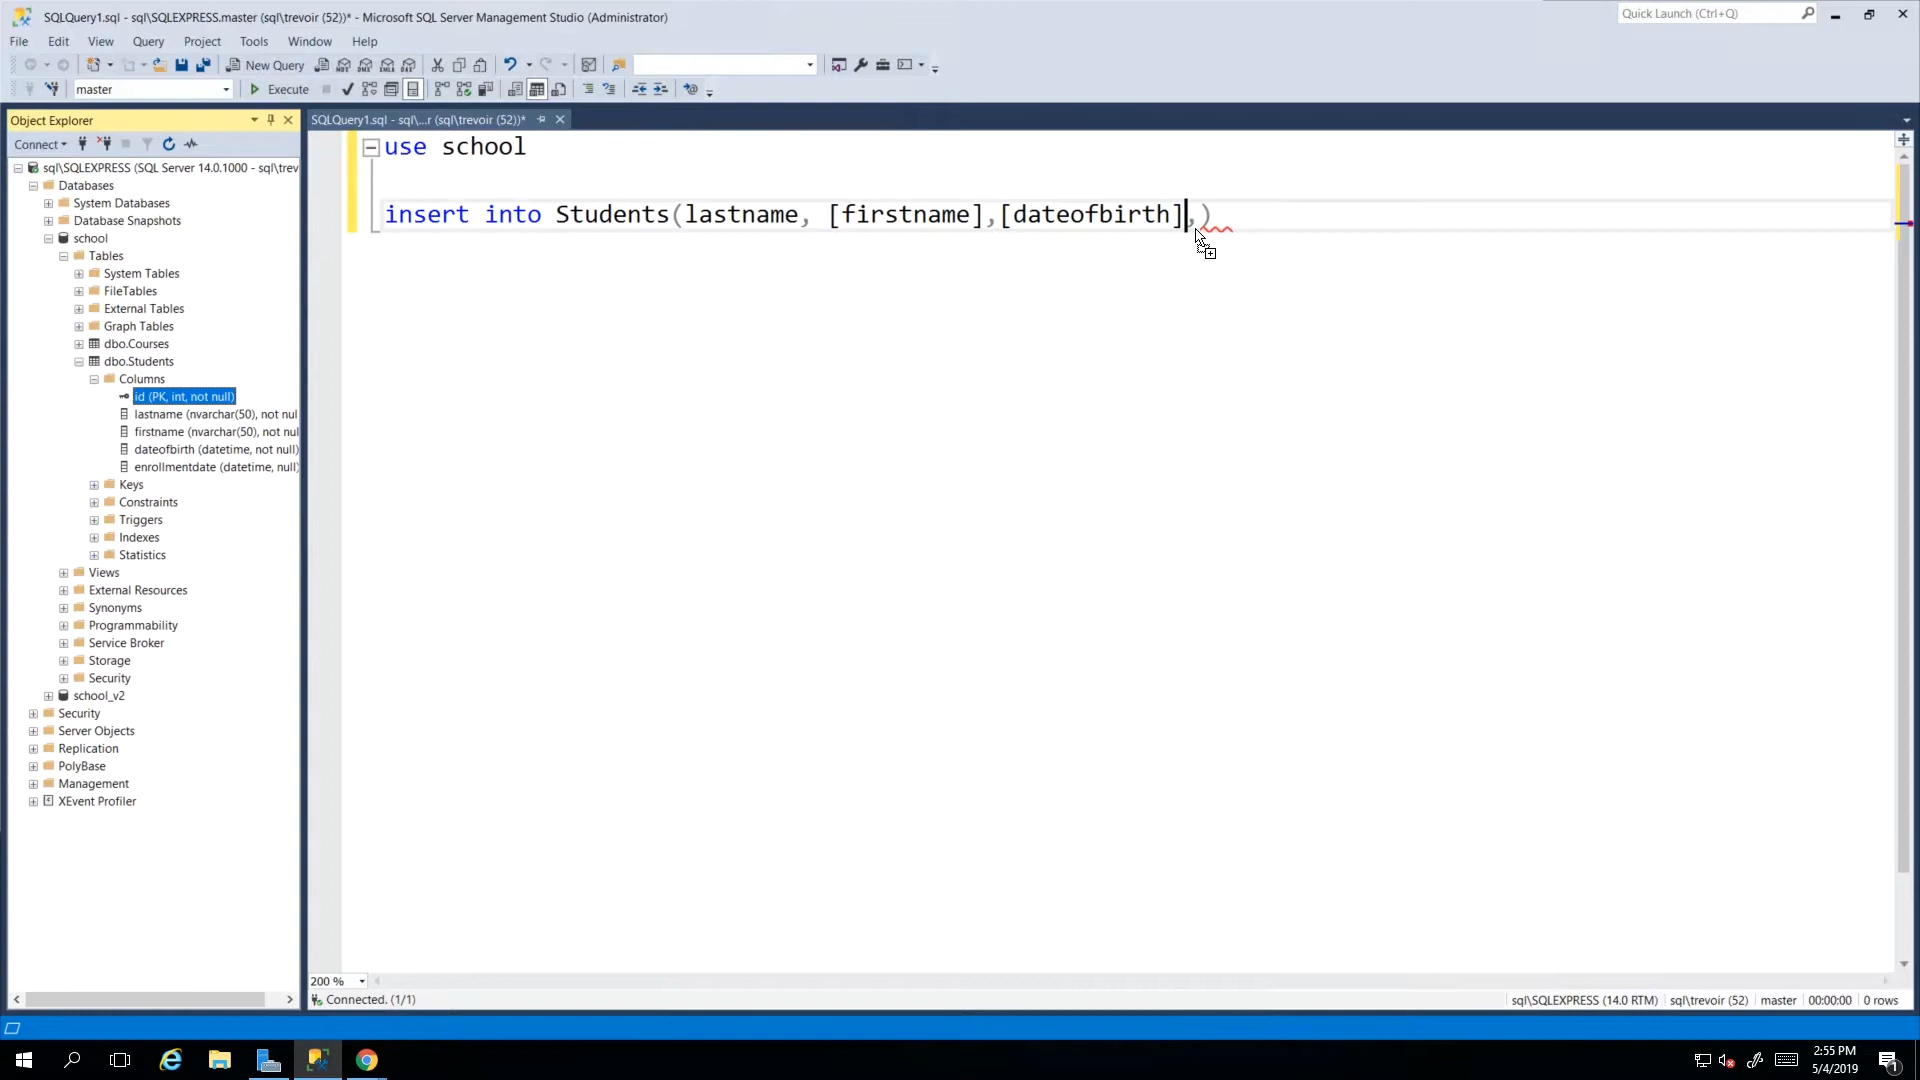 SQLQuery1.sql - sql\SQLEXPRESS.master (sql\trevoir (52))* - Microsoft SQL Server Management Studio (Administrator)
Quick Launch (Ctrl+Q)
File Edit View Query Project Tools Window Help
New Query
master
Execute
Object Explorer
SQLQuery1.sql - sql\...r (sql\trevoir (52))*
Connect
use school
sql\SQLEXPRESS (SQL Server 14.0.1000 - sql\trev
Databases
System Databases
insert into Students(lastname, [firstname],[dateofbirth],)
Database Snapshots
school
Tables
System Tables
FileTables
External Tables
Graph Tables
dbo.Courses
dbo.Students
Columns
id (PK, int, not null)
lastname (nvarchar(50), not nul
firstname (nvarchar(50), not nul
dateofbirth (datetime, not null)
enrollmentdate (datetime, null)
Keys
Constraints
Triggers
Indexes
Statistics
Views
External Resources
Synonyms
Programmability
Service Broker
Storage
Security
school_v2
Security
Server Objects
Replication
PolyBase
Management
XEvent Profiler
200 %
Connected. (1/1)
sql\SQLEXPRESS (14.0 RTM) sql\trevoir (52) master 00:00:00 0 rows
2:55 PM
5/4/2019
1